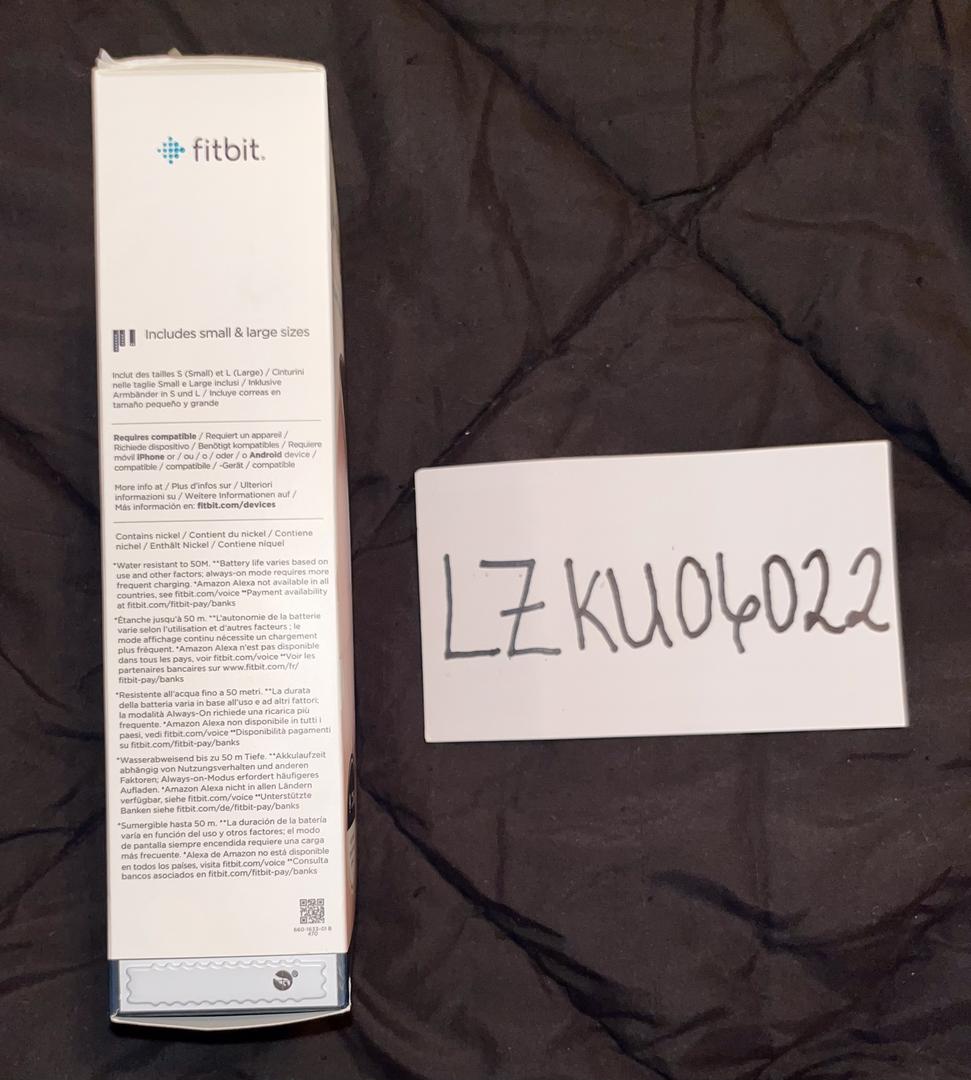 fitbit.
Includes small & large sizes
Inclut des tailles S (Small) et L (Large) / Cinturini
nelle taglie Small e Large inclusi / Inklusive
Armbänder in S und L / Incluye correas en
tamaño pequeño y grande
Requires compatible / Requiert un appareil /
Richiede dispositivo / Benötigt kompatibles / Requiere
móvil iPhone or / ou / o / oder / o Android device /
compatible / compatibile / -Gerät / compatible
More info at / Plus d'infos sur / Ulteriori
informazioni su / Weitere Informationen auf /
Más información en: fitbit.com/devices
Contains nickel / Contient du nickel / Contiene
nichel / Enthält Nickel / Contiene níquel
*Water resistant to 50M. **Battery life varies based on
use and other factors; always-on mode requires more
frequent charging. ⁺Amazon Alexa not available in all
countries, see fitbit.com/voice ⁺⁺Payment availability
at fitbit.com/fitbit-pay/banks
*Étanche jusqu'à 50 m. **L'autonomie de la batterie
varie selon l'utilisation et d'autres facteurs ; le
mode affichage continu nécessite un chargement
plus fréquent. ⁺Amazon Alexa n'est pas disponible
dans tous les pays, voir fitbit.com/voice ⁺⁺Voir les
partenaires bancaires sur www.fitbit.com/fr/
fitbit-pay/banks
*Resistente all'acqua fino a 50 metri. **La durata
della batteria varia in base all'uso e ad altri fattori;
la modalità Always-On richiede una ricarica più
frequente. ⁺Amazon Alexa non disponibile in tutti i
paesi, vedi fitbit.com/voice ⁺⁺Disponibilità pagamenti
su fitbit.com/fitbit-pay/banks
*Wasserabweisend bis zu 50 m Tiefe. **Akkulaufzeit
abhängig von Nutzungsverhalten und anderen
Faktoren; Always-on-Modus erfordert häufigeres
Aufladen. ⁺Amazon Alexa nicht in allen Ländern
verfügbar, siehe fitbit.com/voice ⁺⁺Unterstützte
Banken siehe fitbit.com/de/fitbit-pay/banks
*Sumergible hasta 50 m. **La duración de la batería
varía en función del uso y otros factores; el modo
de pantalla siempre encendida requiere una carga
más frecuente. ⁺Alexa de Amazon no está disponible
en todos los países, visita fitbit.com/voice ⁺⁺Consulta
bancos asociados en fitbit.com/fitbit-pay/banks
660-1633-01 B
470
LZKU04022